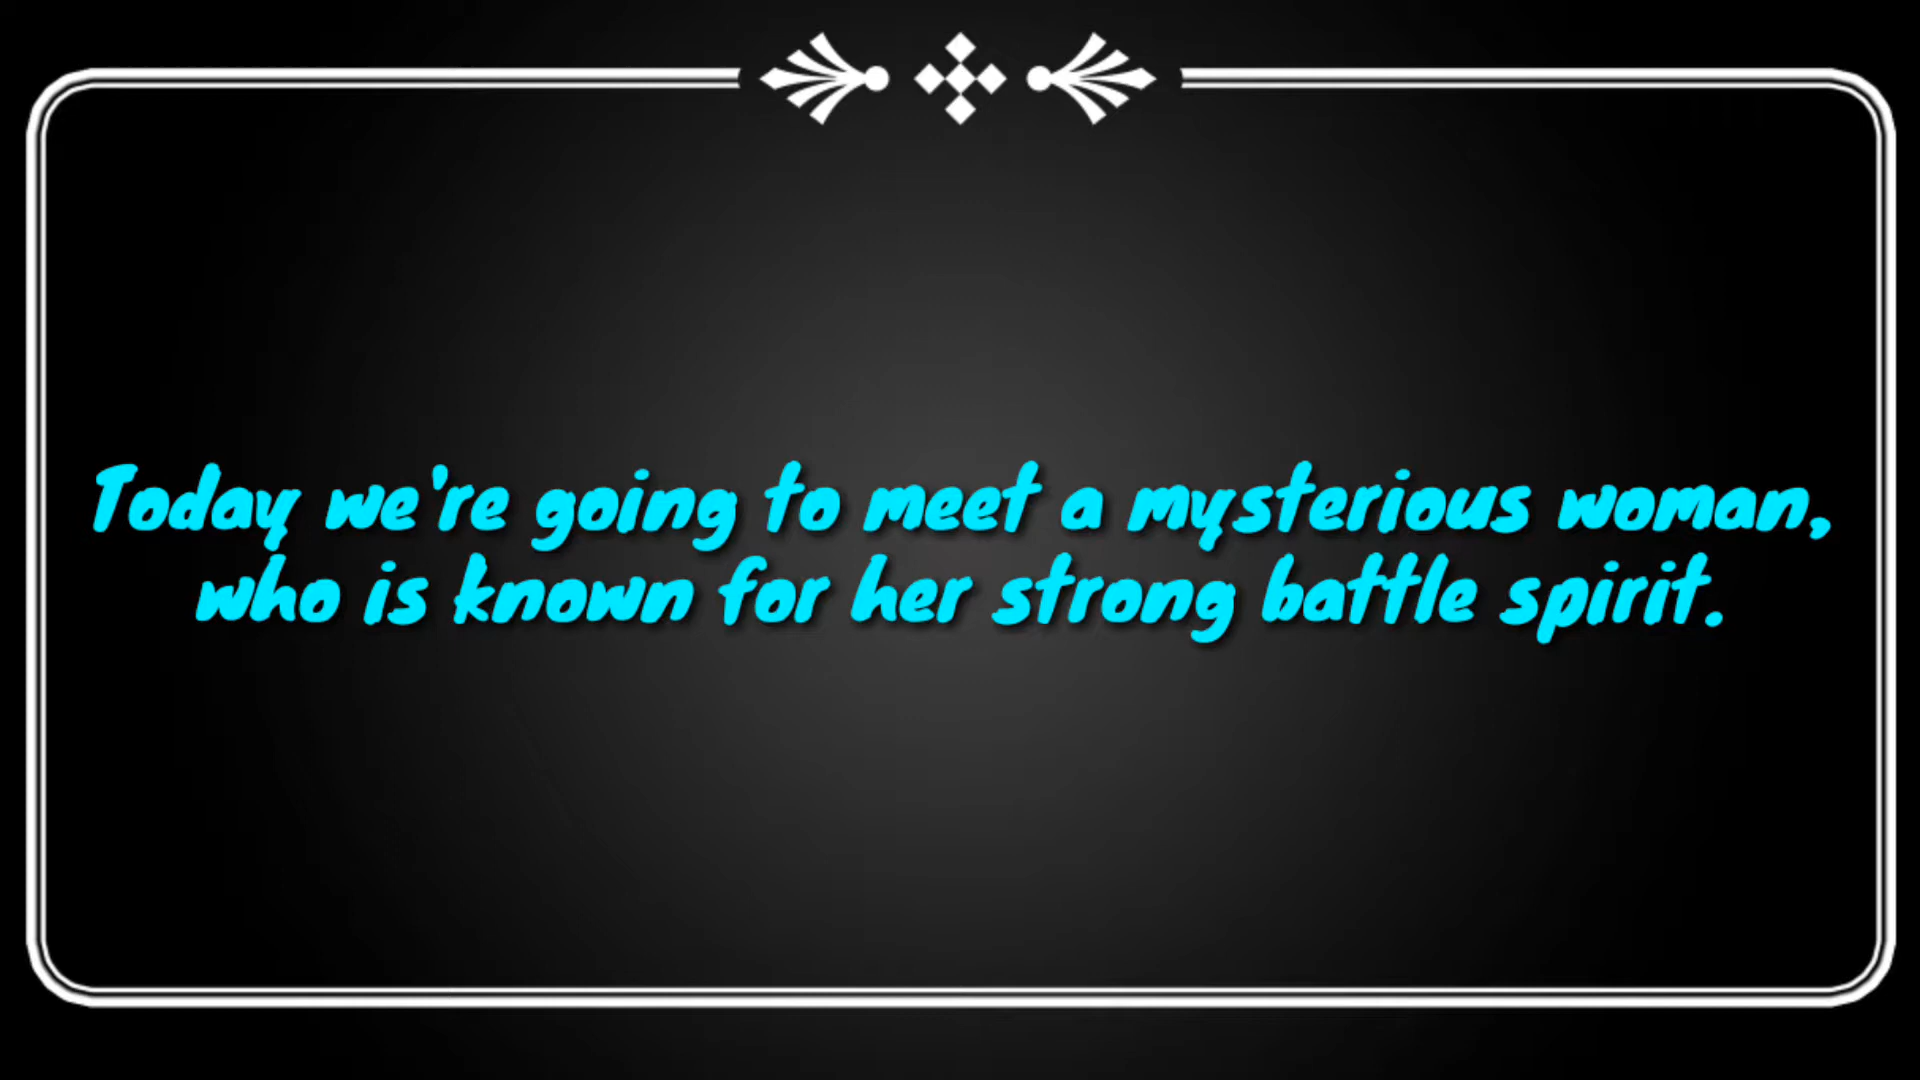 Today we're going to meet a mysterious woman,
who is known for her strong battle spirit.